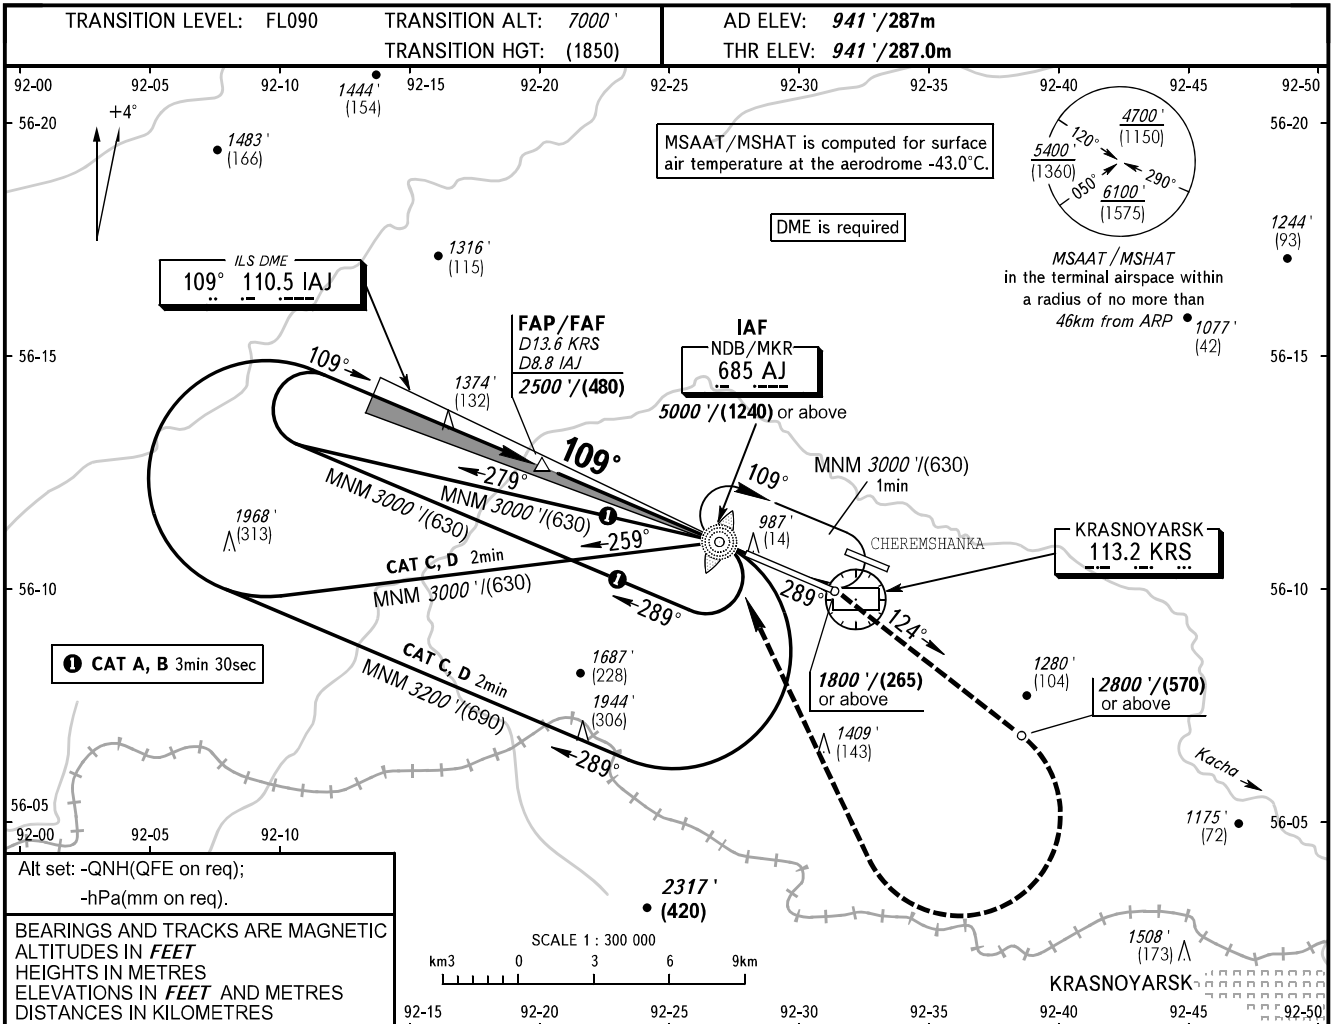 TRANSITION LEVEL: FL090
TRANSITION ALT: 7000 '
TRANSITION HGT: (1850)
AD ELEV: 941 '/287m
THR ELEV: 941 '/287.0m
92-00 92-05 92-10 92-15 92-20 92-25 92-30 92-35 92-40 92-45 92-50
1444 '
(154)
+4°
56-20
56-20
1483 '
(166)
MSAAT/MSHAT is computed for surface
air temperature at the aerodrome -43.0°C.
4700 '
(1150)
120°
5400 '
(1360)
050°
290°
6100 '
(1575)
DME is required
1244 '
(93)
1316 '
(115)
MSAAT/MSHAT
in the terminal airspace within
a radius of no more than
46km from ARP
1077 '
(42)
ILS DME
109° 110.5 IAJ
FAP/FAF
D13.6 KRS
D8.8 IAJ
2500 '/(480)
IAF
NDB/MKR
685 AJ
5000 '/(1240) or above
56-15
56-15
109°
1374 '
(132)
109°
279°
MNM 3000 '/(630)
MNM 3000 '/(630)
109°
MNM 3000 '/(630)
1min
1968 '
(313)
1
987 '
(14)
CHEREMSHANKA
KRASNOYARSK
113.2 KRS
259°
CAT C, D 2min
MNM 3000 '/(630)
1
289°
289°
56-10
56-10
124°
1 CAT A, B 3min 30sec
CAT C, D 2min
MNM 3200 '/(690)
1687 '
(228)
1944 '
(306)
289°
1800 '/(265)
or above
1409 '
(143)
1280 '
(104)
2800 '/(570)
or above
Kacha
56-05
56-05
1175 '
(72)
92-00 92-05 92-10
Alt set: -QNH(QFE on req);
-hPa(mm on req).
2317 '
(420)
BEARINGS AND TRACKS ARE MAGNETIC
ALTITUDES IN FEET
HEIGHTS IN METRES
ELEVATIONS IN FEET AND METRES
DISTANCES IN KILOMETRES
SCALE 1 : 300 000
km3 0 3 6 9km
1508 '
(173)
KRASNOYARSK
92-15 92-20 92-25 92-30 92-35 92-40 92-45 92-50